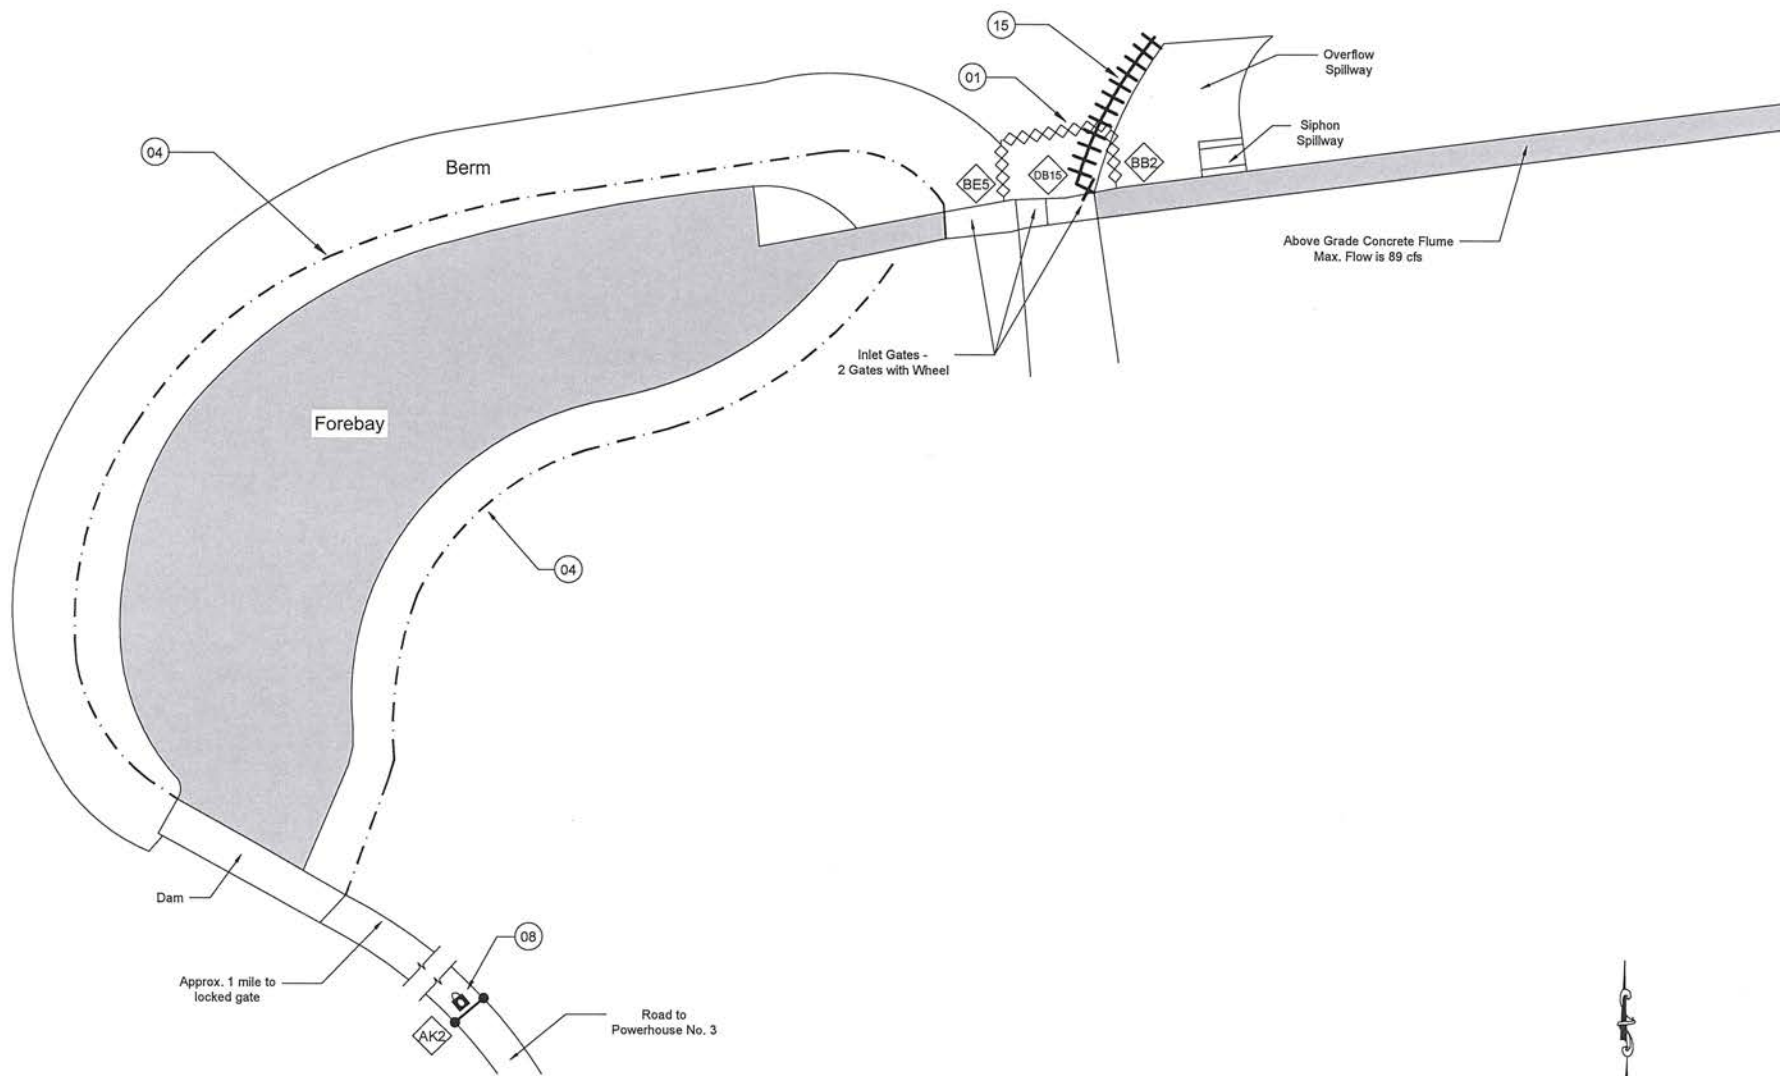 15
Overflow
Spillway
01
Siphon
Spillway
04
Berm
BE5
DB15
BB2
Above Grade Concrete Flume
Max. Flow is 89 cfs
Inlet Gates -
2 Gates with Wheel
Forebay
04
Dam
08
Approx. 1 mile to
locked gate
Road to
Powerhouse No. 3
AK2